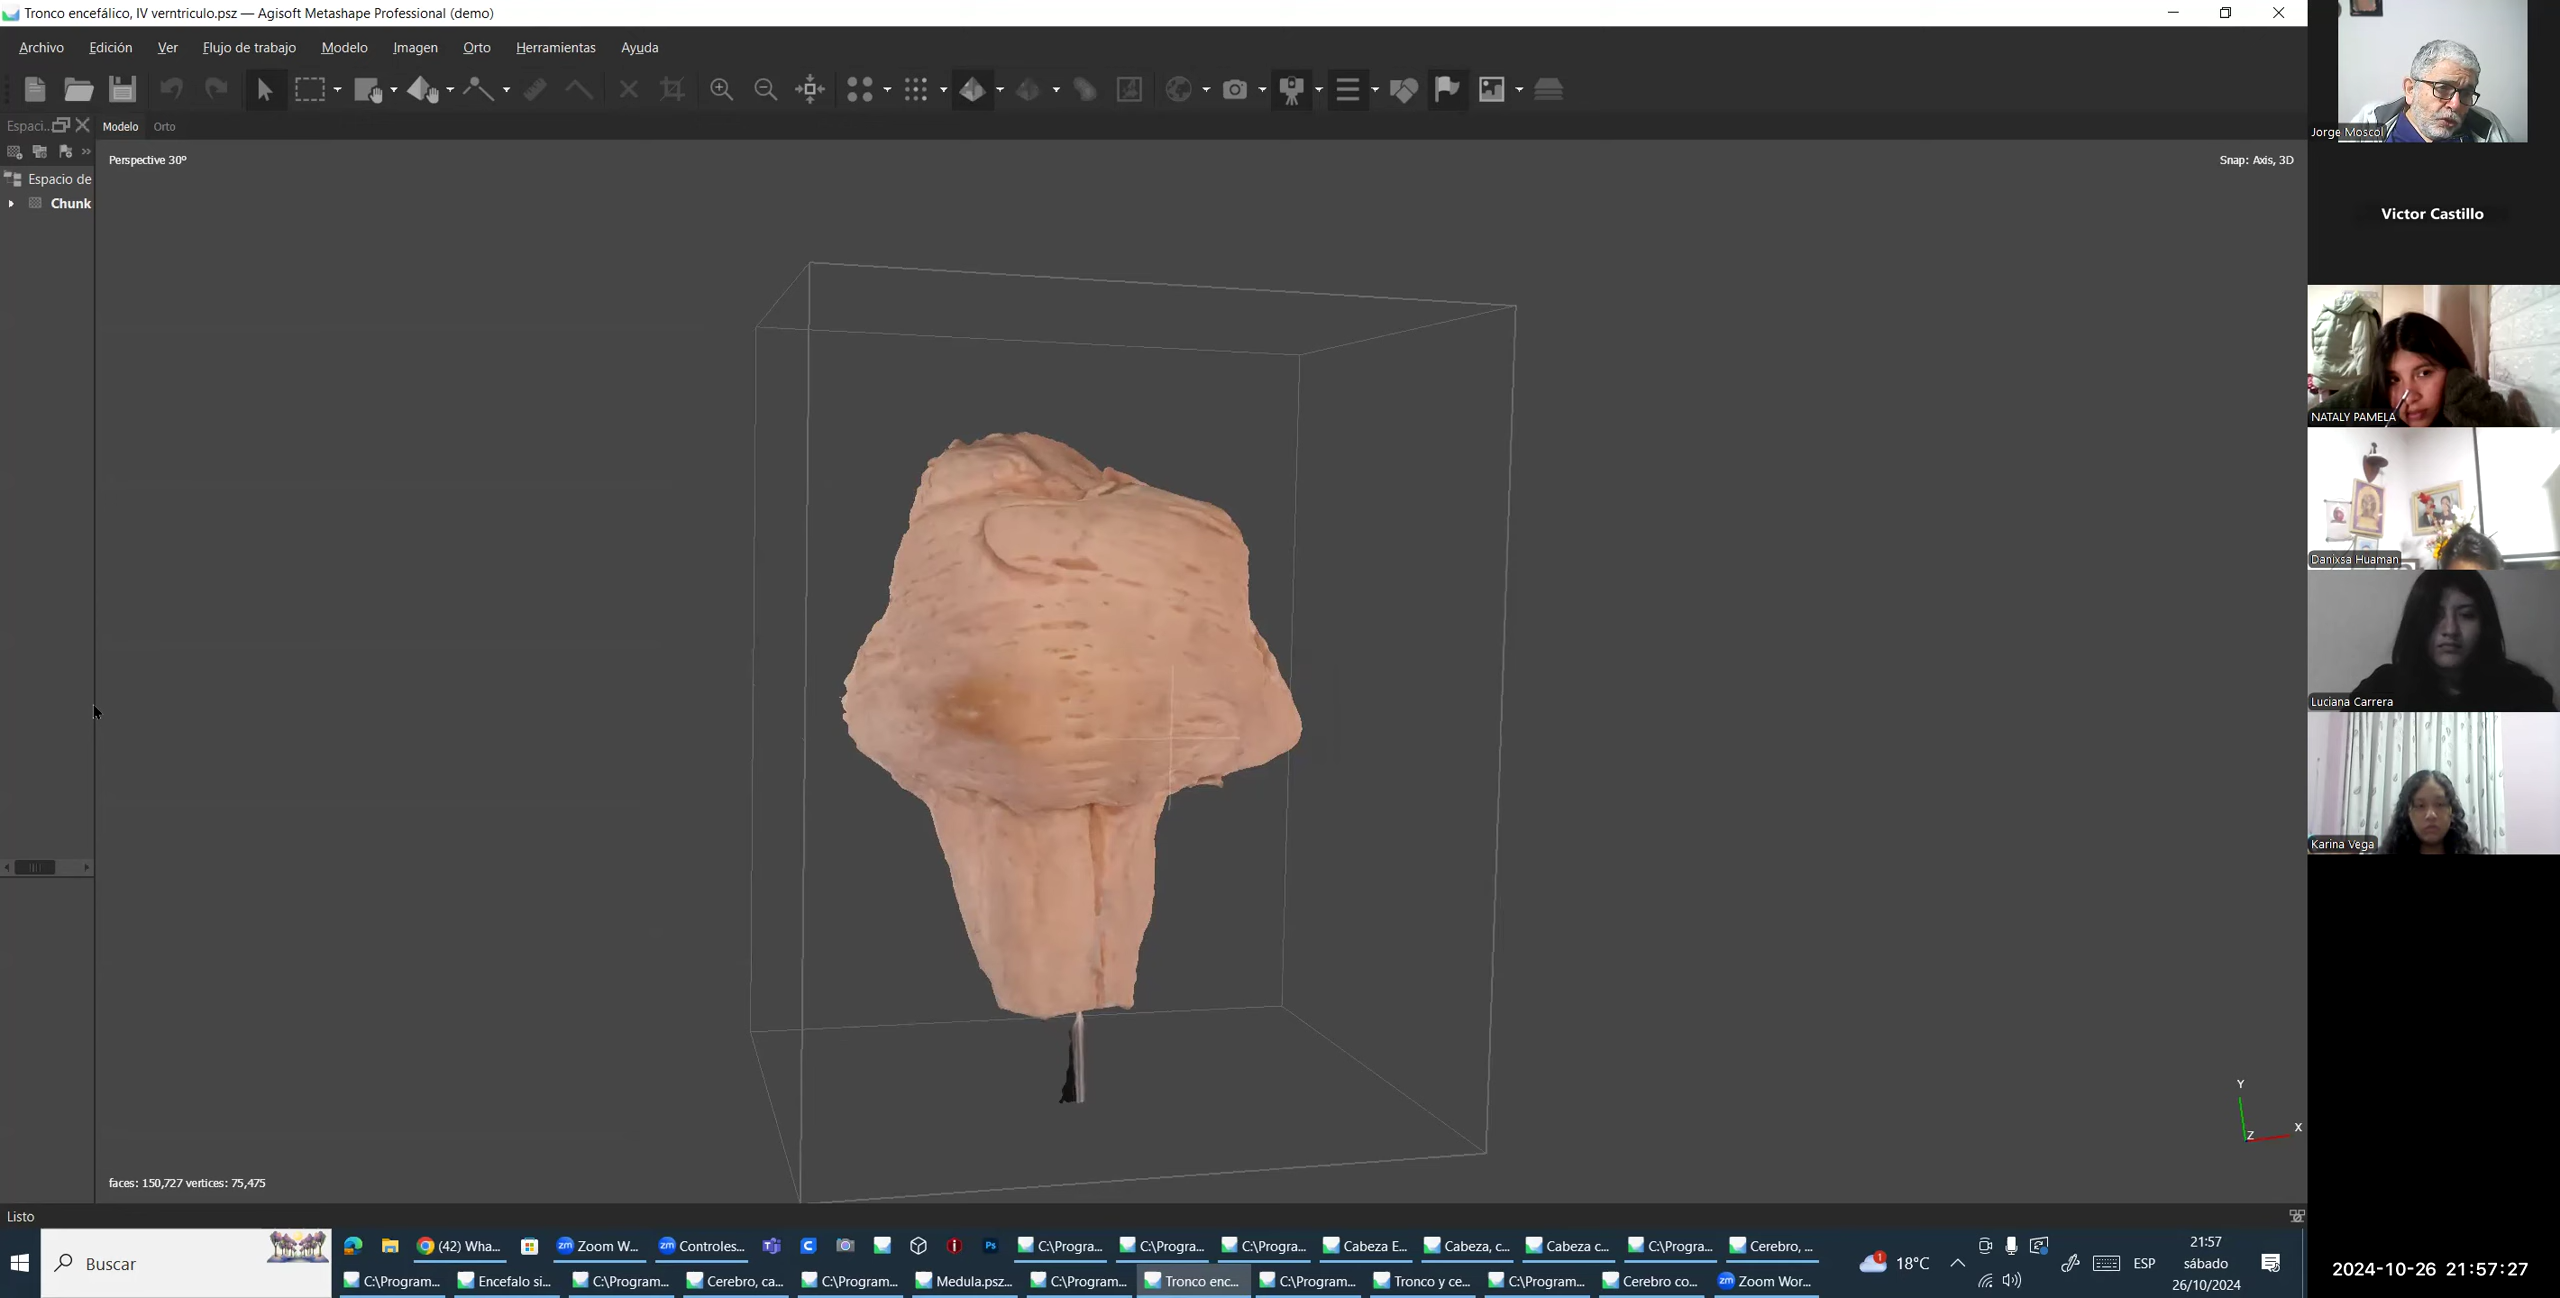 Tronco encefálico, IV verntriculo.psz — Agisoft Metashape Professional (demo)
Archivo Edición Ver Flujo de trabajo Modelo Imagen Orto Herramientas Ayuda
Espaci... Modelo Orto
Perspective 30°
Snap: Axis, 3D
Espacio de
Chunk
Jorge Moscol
Victor Castillo
NATALY PAMELA
Danixsa Huaman
Luciana Carrera
Karina Vega
Y
X
Z
faces: 150,727 vertices: 75,475
Listo
Buscar
(42) Wha... Zoom W... Controles... C:\Progra... C:\Progra... C:\Progra... Cabeza E... Cabeza, c... Cabeza c... C:\Progra... Cerebro, ...
C:\Program... Encefalo si... C:\Program... Cerebro, ca... C:\Program... Medula.psz... C:\Program... Tronco enc... C:\Program... Tronco y ce... C:\Program... Cerebro co... Zoom Wor...
1 18°C ESP
21:57
sábado
26/10/2024
2024-10-26 21:57:27